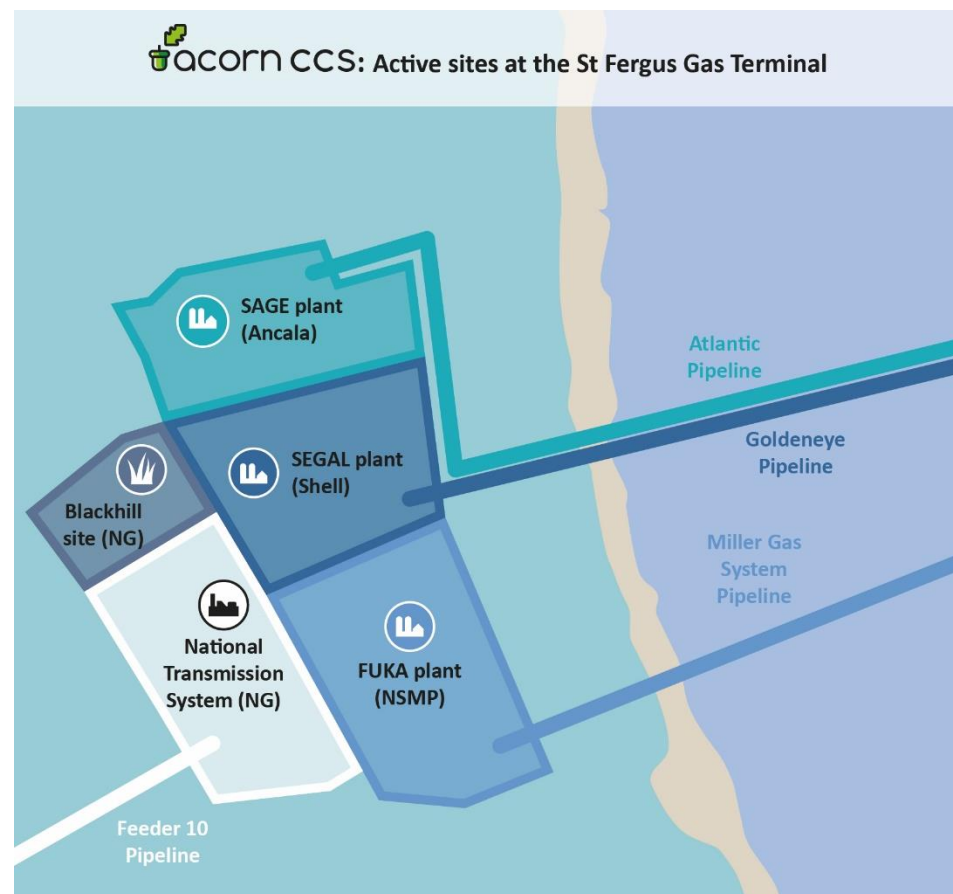 acorn CCS: Active sites at the St Fergus Gas Terminal
SAGE plant
(Ancala)
Atlantic
Pipeline
Goldeneye
Pipeline
SEGAL plant
(Shell)
Blackhill
site (NG)
Miller Gas
System
Pipeline
National
Transmission
System (NG)
FUKA plant
(NSMP)
Feeder 10
Pipeline